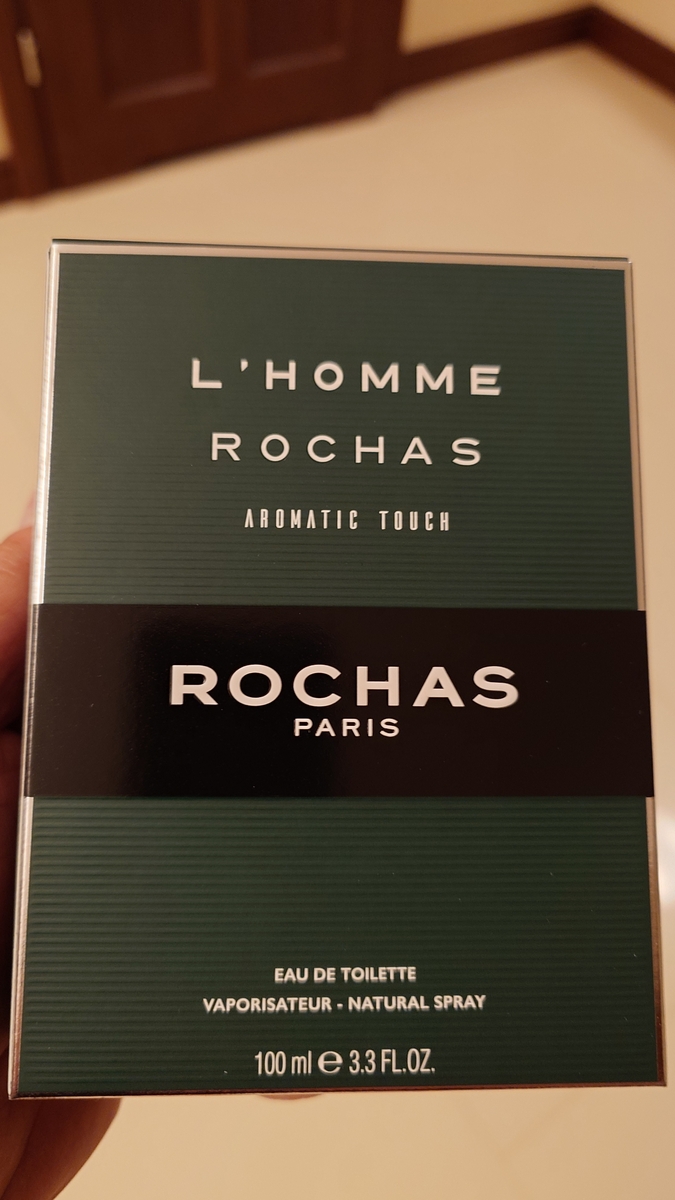 L'HOMME
ROCHAS
AROMATIC TOUCH
ROCHAS
PARIS
EAU DE TOILETTE
VAPORISATEUR - NATURAL SPRAY
100 ml e 3.3 FL.OZ.